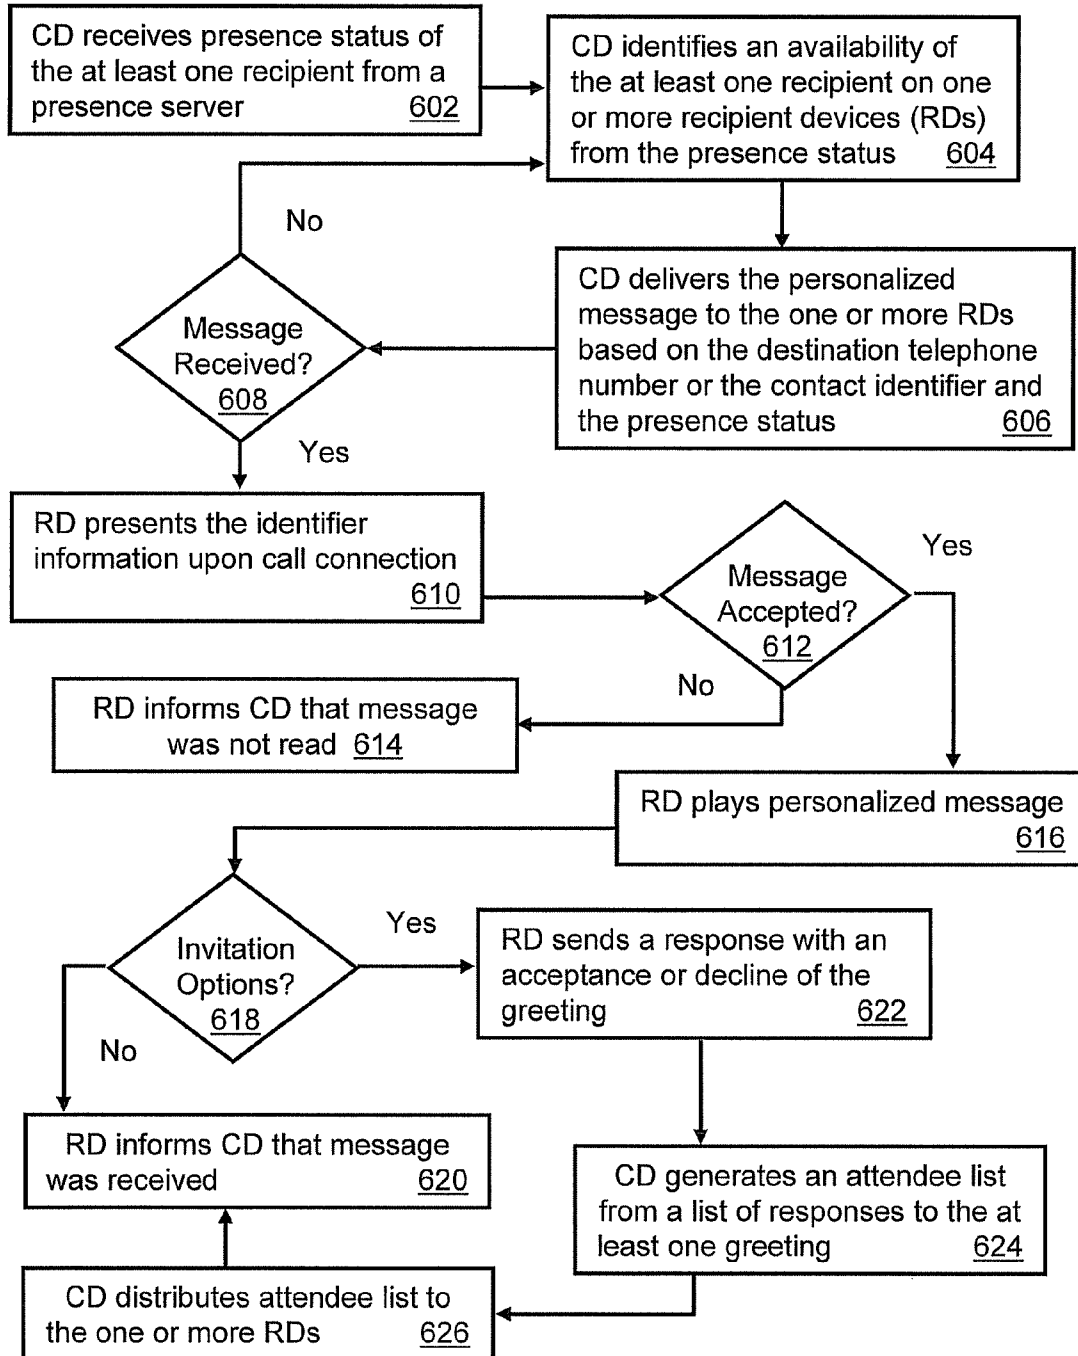 CD receives presence status of
the at least one recipient from a
presence server 602
CD identifies an availability of
the at least one recipient on one
or more recipient devices (RDs)
from the presence status 604
No
CD delivers the personalized
message to the one or more RDs
based on the destination telephone
number or the contact identifier and
the presence status 606
Message
Received?
608
Yes
RD presents the identifier
information upon call connection
610
Message
Accepted?
612
Yes
No
RD informs CD that message
was not read 614
RD plays personalized message
616
Invitation
Options?
618
Yes
No
RD sends a response with an
acceptance or decline of the
greeting 622
RD informs CD that message
was received 620
CD generates an attendee list
from a list of responses to the at
least one greeting 624
CD distributes attendee list to
the one or more RDs 626